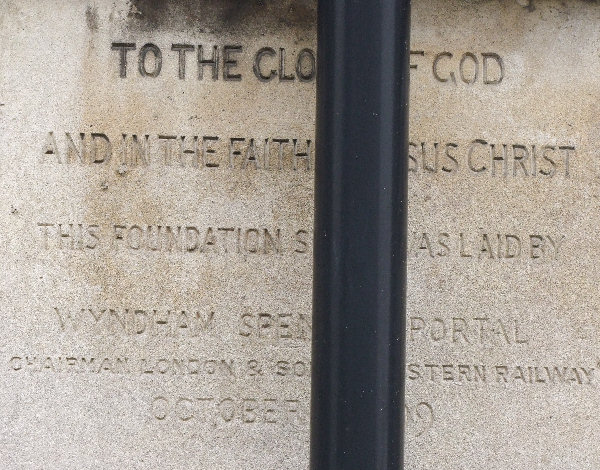 TO THE GLO F GOD
AND IN THE FAITH SUS CHRIST
THIS FOUNDATION S AS LAID BY
WYNDHAM SPEN PORTAL
CHAIRMAN LONDON & SO STERN RAILWAY
OCTOBER